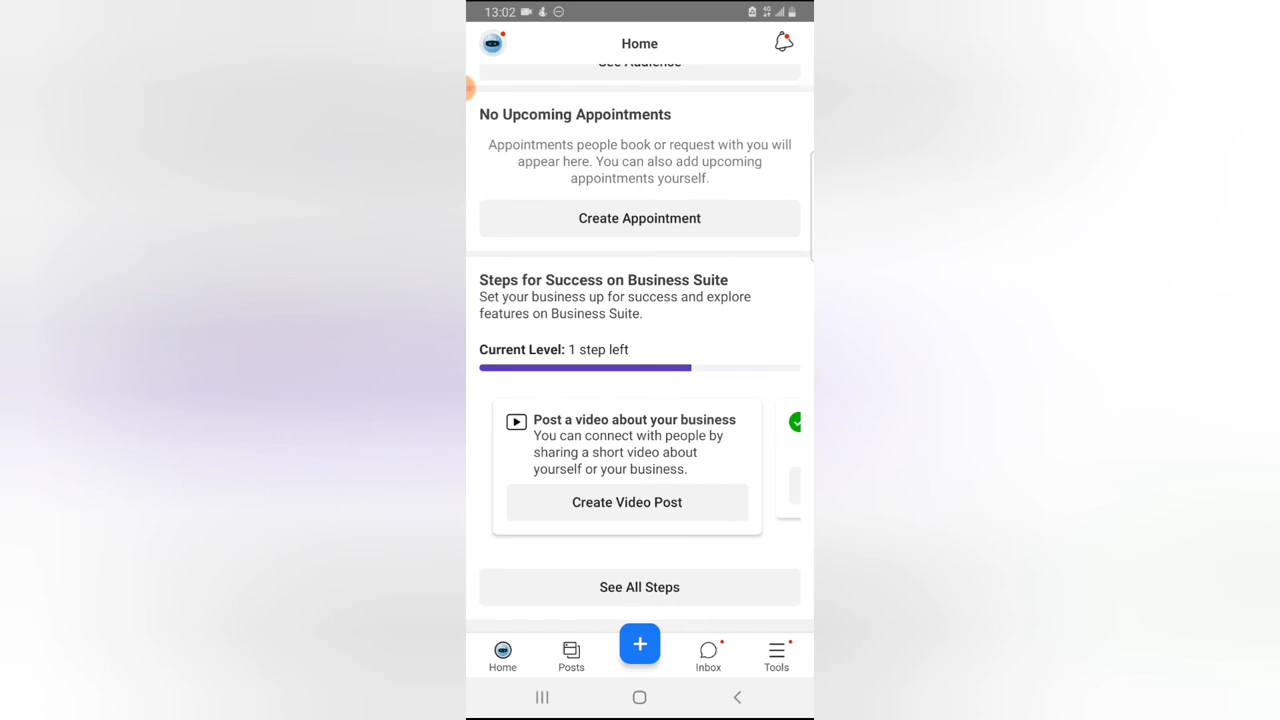 13:02
4G
Home
See Audience
No Upcoming Appointments
Appointments people book or request with you will
appear here. You can also add upcoming
appointments yourself.
Create Appointment
Steps for Success on Business Suite
Set your business up for success and explore
features on Business Suite.
Current Level: 1 step left
Post a video about your business
You can connect with people by
sharing a short video about
yourself or your business.
Create Video Post
See All Steps
Home
Posts
Inbox
Tools